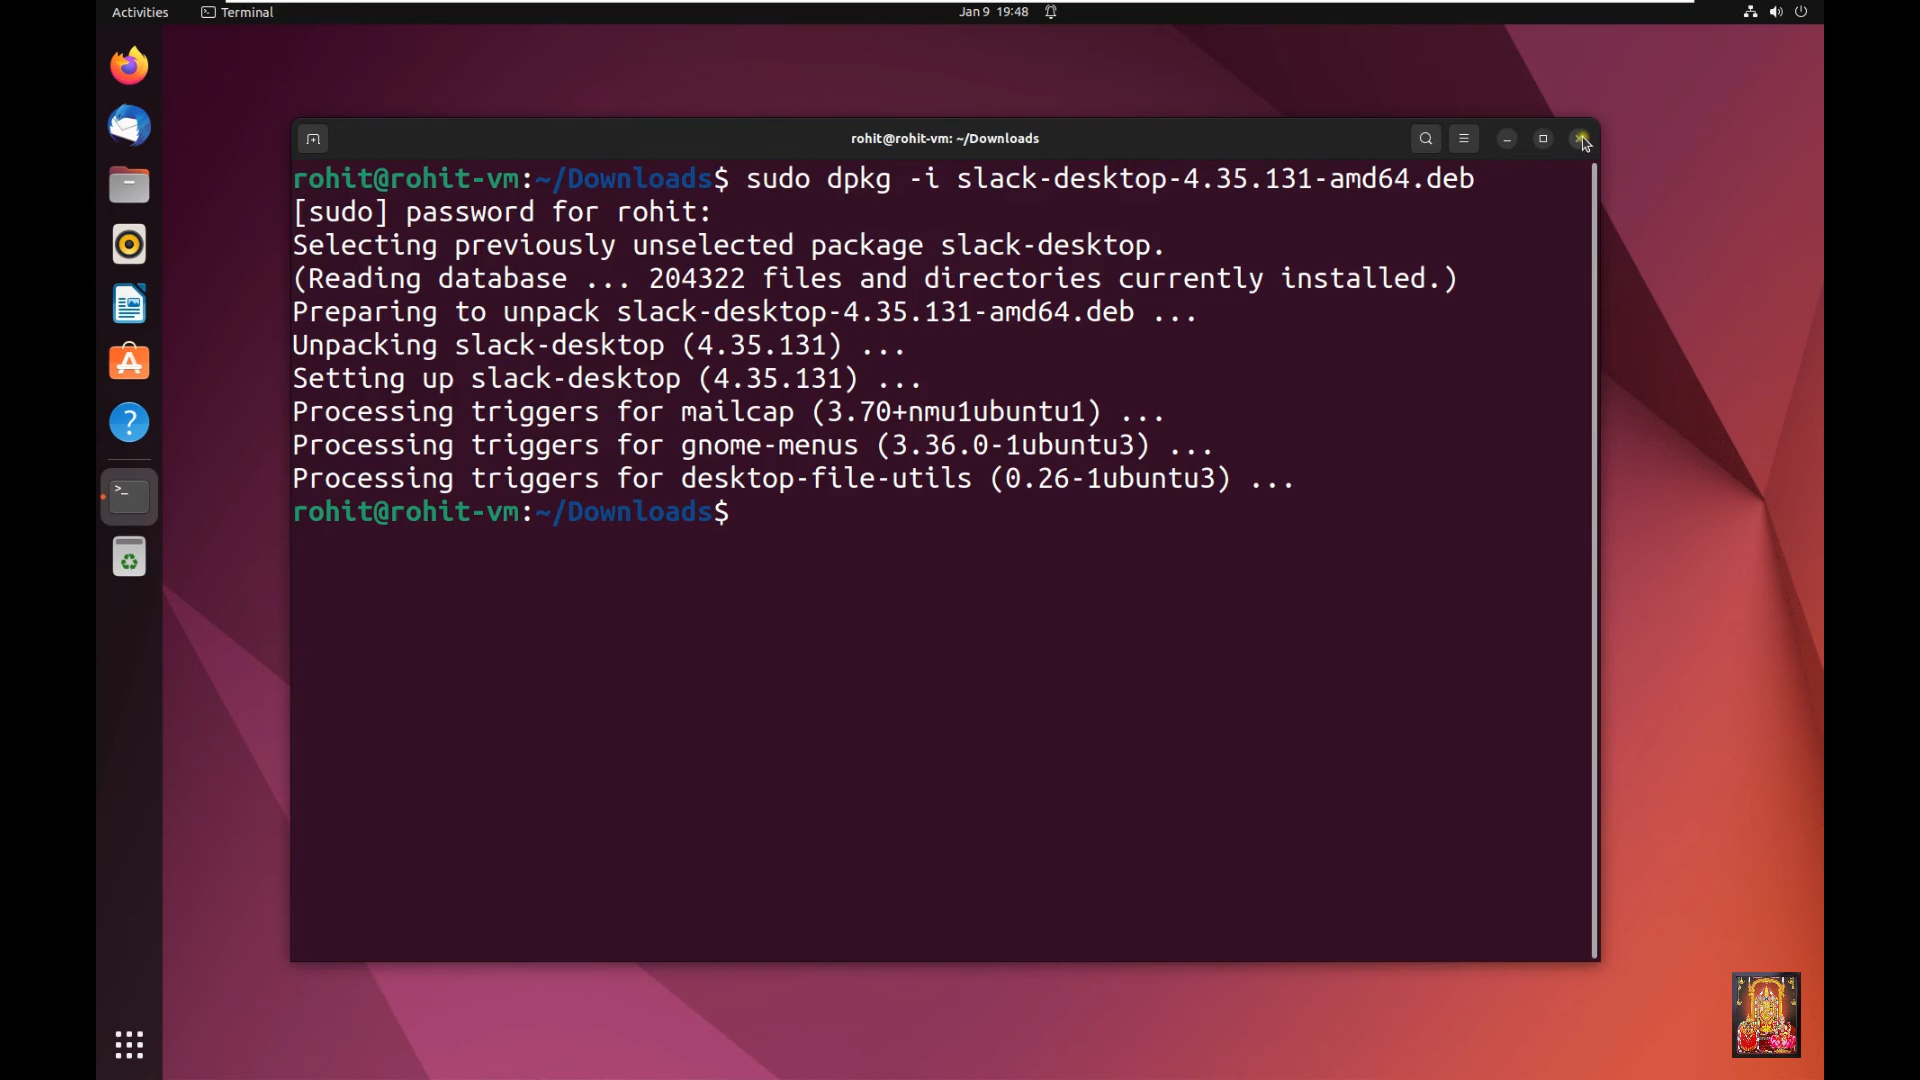 Activities Terminal Jan 9 19:48
rohit@rohit-vm: ~/Downloads
rohit@rohit-vm:~/Downloads$ sudo dpkg -i slack-desktop-4.35.131-amd64.deb
[sudo] password for rohit:
Selecting previously unselected package slack-desktop.
(Reading database ... 204322 files and directories currently installed.)
Preparing to unpack slack-desktop-4.35.131-amd64.deb ...
Unpacking slack-desktop (4.35.131) ...
Setting up slack-desktop (4.35.131) ...
Processing triggers for mailcap (3.70+nmu1ubuntu1) ...
Processing triggers for gnome-menus (3.36.0-1ubuntu3) ...
Processing triggers for desktop-file-utils (0.26-1ubuntu3) ...
rohit@rohit-vm:~/Downloads$